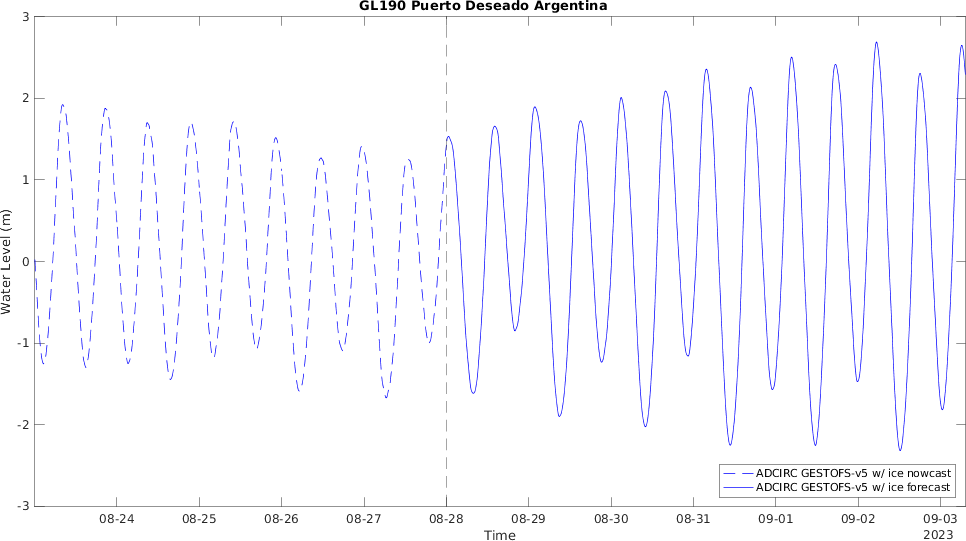 GL190 Puerto Deseado Argentina
Water Level (m)
3
2
1
0
-1
-2
-3
08-24 08-25 08-26 08-27 08-28 08-29 08-30 08-31 09-01 09-02 09-03
2023
Time
ADCIRC GESTOFS-v5 w/ ice nowcast
ADCIRC GESTOFS-v5 w/ ice forecast